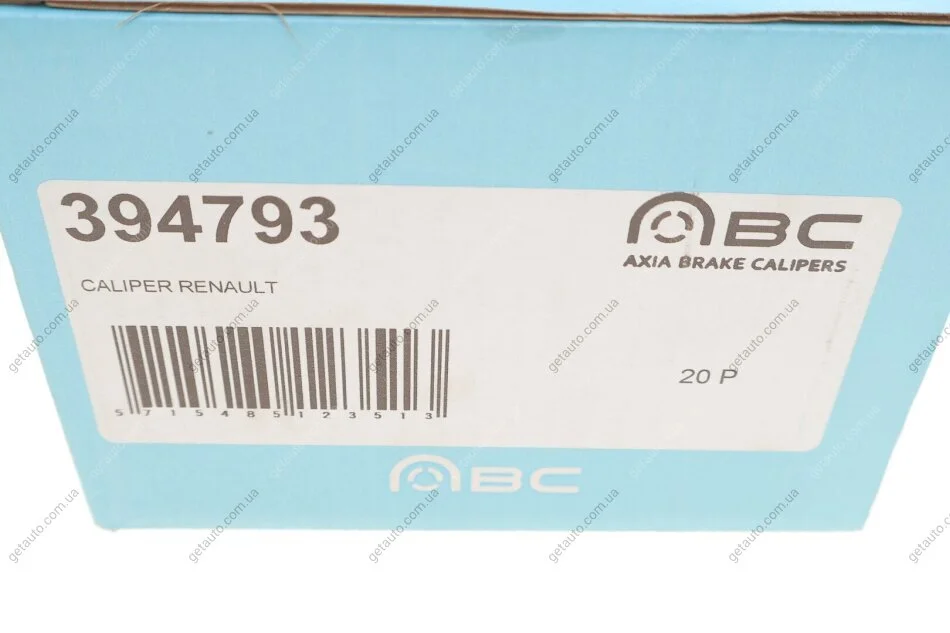 394793
ABC
AXIA BRAKE CALIPERS
CALIPER RENAULT
20 P
5 715485 123513
ABC
getauto.com.ua